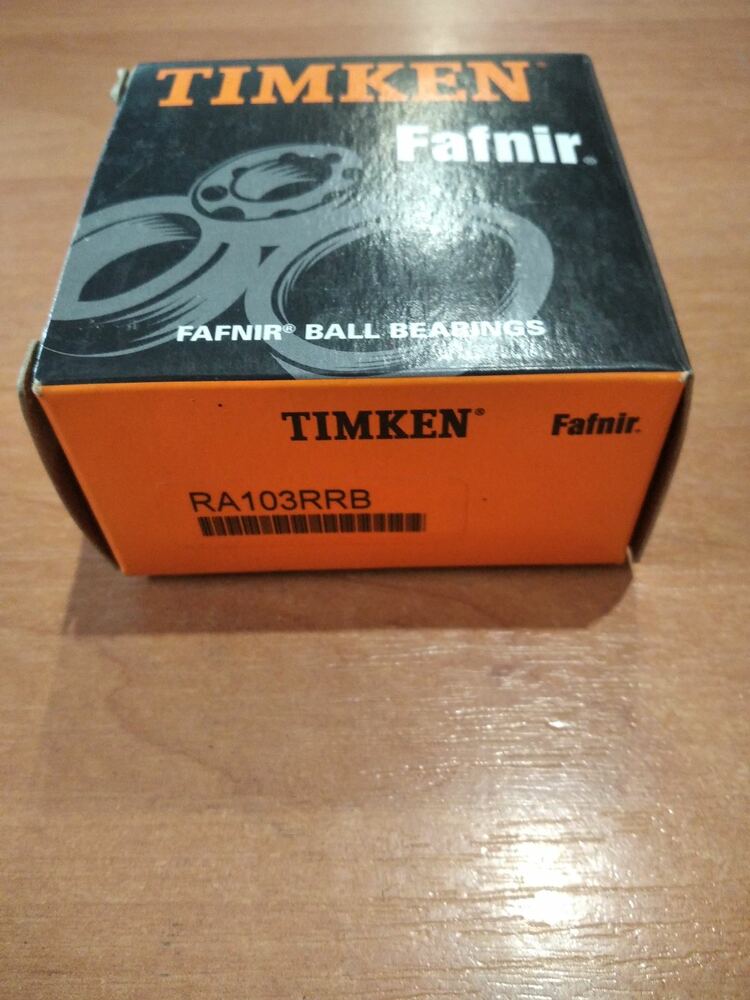 TIMKEN
Fafnir®
FAFNIR® BALL BEARINGS
TIMKEN® Fafnir®
RA103RRB